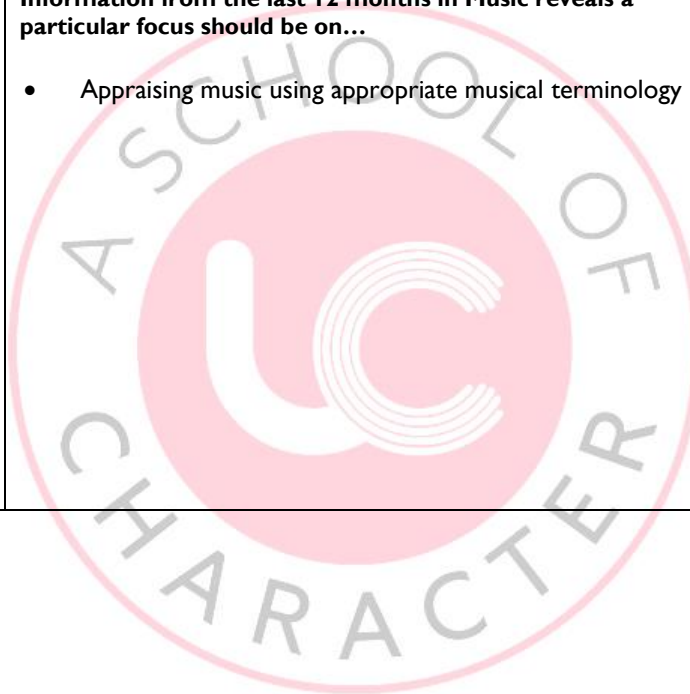 Information from the last 12 months in Music reveals a
particular focus should be on…
• Appraising music using appropriate musical terminology
A SCHOOL OF
CHARACTER
LC